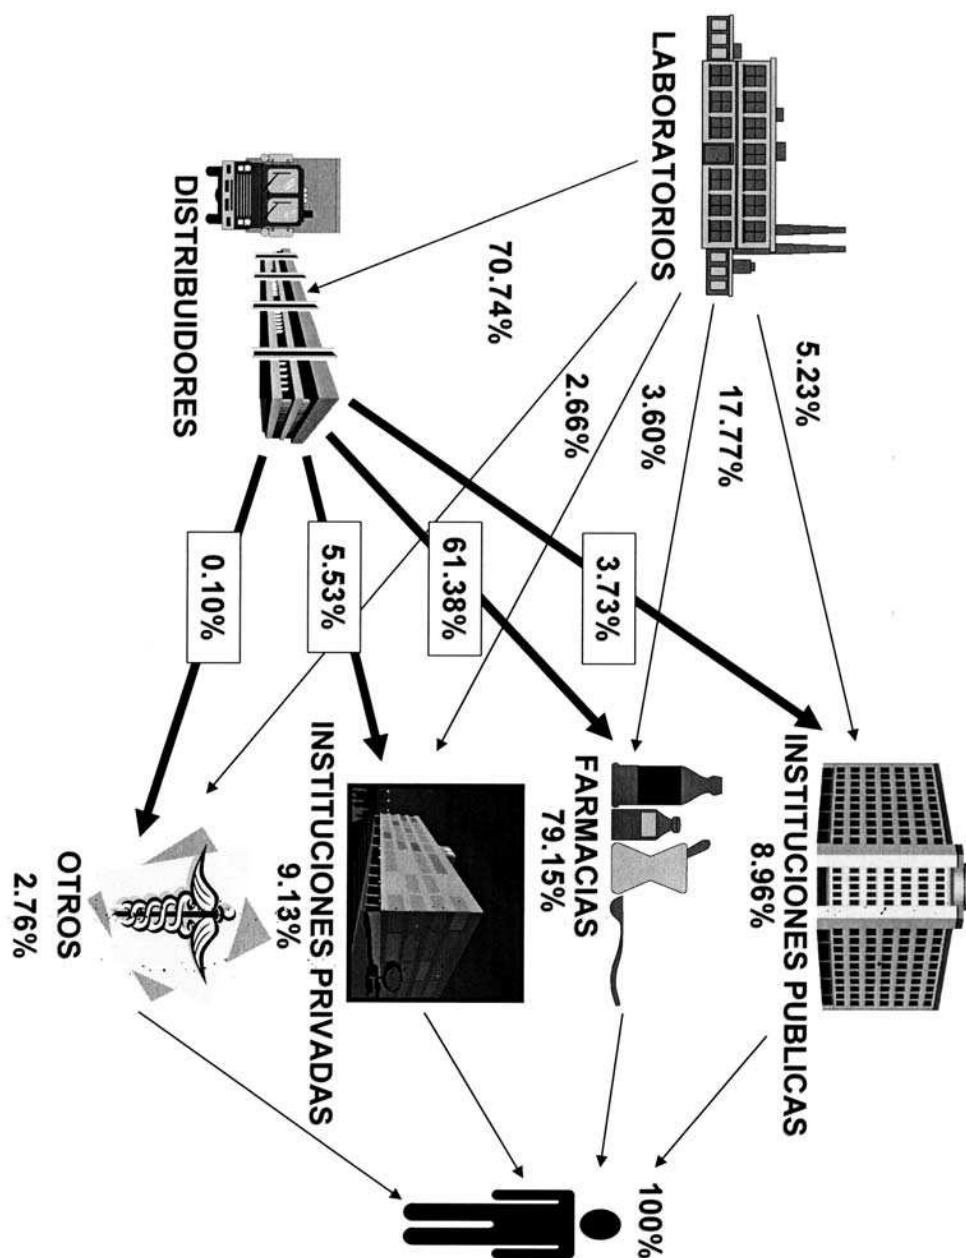 LABORATORIOS
5.23%
17.77%
3.60%
2.66%
70.74%
DISTRIBUIDORES
3.73%
61.38%
5.53%
0.10%
INSTITUCIONES PUBLICAS
8.96%
FARMACIAS
79.15%
INSTITUCIONES PRIVADAS
9.13%
OTROS
2.76%
100%